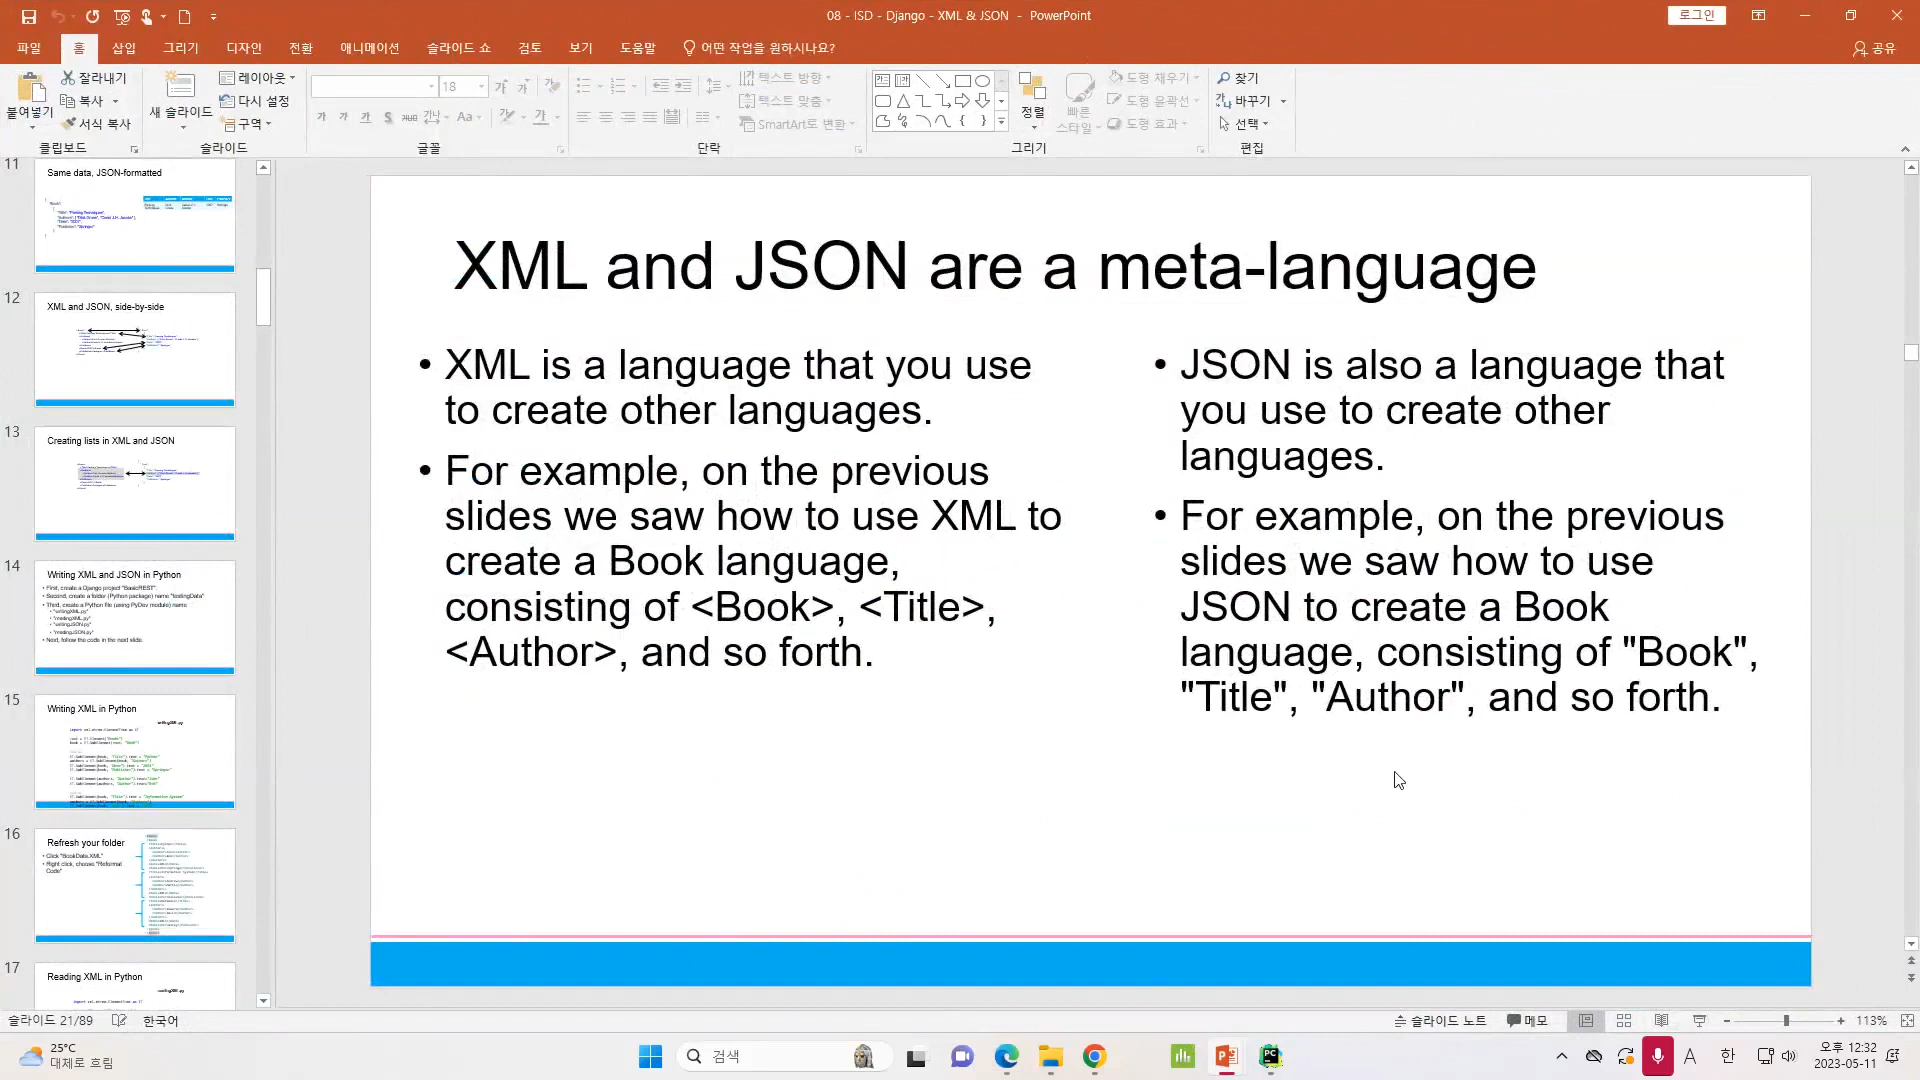 08 - ISD - Django - XML & JSON - PowerPoint
로그인
파일 홈 삽입 그리기 디자인 전환 애니메이션 슬라이드 쇼 검토 보기 도움말 어떤 작업을 원하시나요? 공유
붙여넣기
잘라내기
복사
서식 복사
클립보드
새 슬라이드
레이아웃
다시 설정
구역
슬라이드
18
글꼴
텍스트 방향
텍스트 맞춤
SmartArt로 변환
단락
정렬
빠른 스타일
도형 채우기
도형 윤곽선
도형 효과
그리기
찾기
바꾸기
선택
편집
11
Same data, JSON-formatted
12
XML and JSON, side-by-side
13
Creating lists in XML and JSON
14
Writing XML and JSON in Python
• First, create a Django project "BasicREST".
• Second, create a folder (Python package) name "testingData"
• Third, create a Python file (using PyDev module) name
• "writingXML.py"
• "readingXML.py"
• "writingJSON.py"
• "readingJSON.py"
• Next, follow the code in the next slide.
15
Writing XML in Python
writingXML.py
16
Refresh your folder
• Click "BookData.XML"
• Right click, choose "Reformat Code"
17
Reading XML in Python
readingXML.py
XML and JSON are a meta-language
• XML is a language that you use
to create other languages.
• For example, on the previous
slides we saw how to use XML to
create a Book language,
consisting of <Book>, <Title>,
<Author>, and so forth.
• JSON is also a language that
you use to create other
languages.
• For example, on the previous
slides we saw how to use
JSON to create a Book
language, consisting of "Book",
"Title", "Author", and so forth.
슬라이드 21/89 한국어
슬라이드 노트 메모 113%
25°C
대체로 흐림
검색
A 한
오후 12:32
2023-05-11